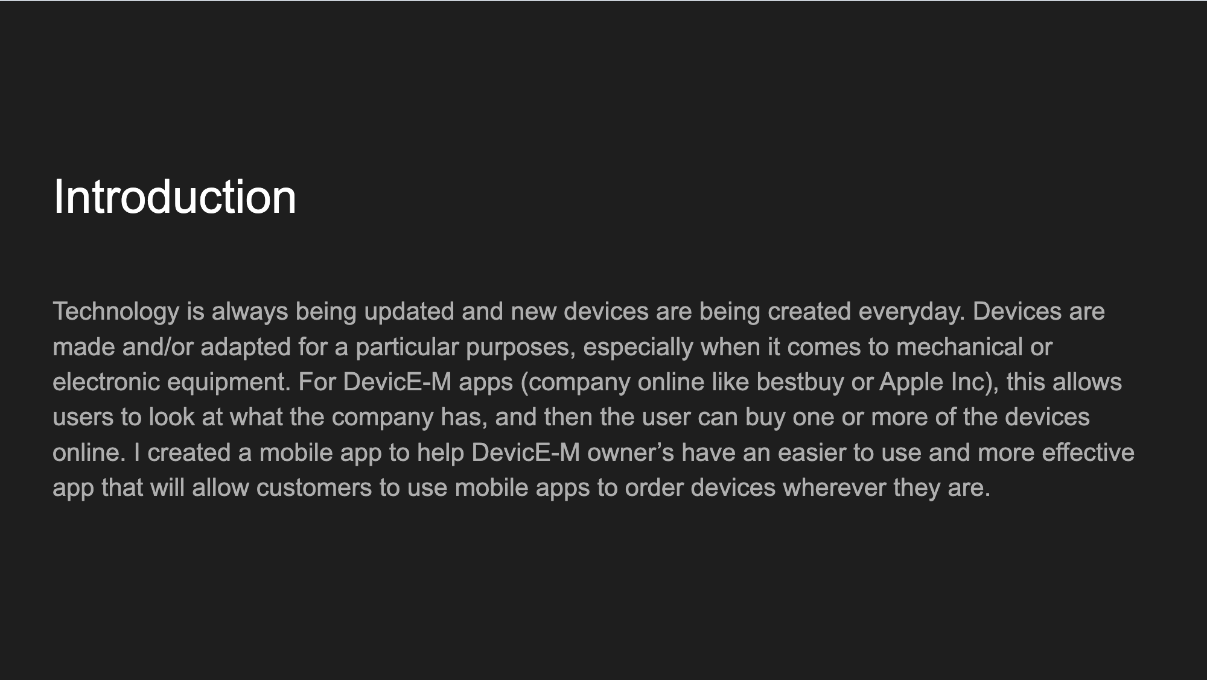 Introduction
Technology is always being updated and new devices are being created everyday. Devices are
made and/or adapted for a particular purposes, especially when it comes to mechanical or
electronic equipment. For DevicE-M apps (company online like bestbuy or Apple Inc), this allows
users to look at what the company has, and then the user can buy one or more of the devices
online. I created a mobile app to help DevicE-M owner’s have an easier to use and more effective
app that will allow customers to use mobile apps to order devices wherever they are.